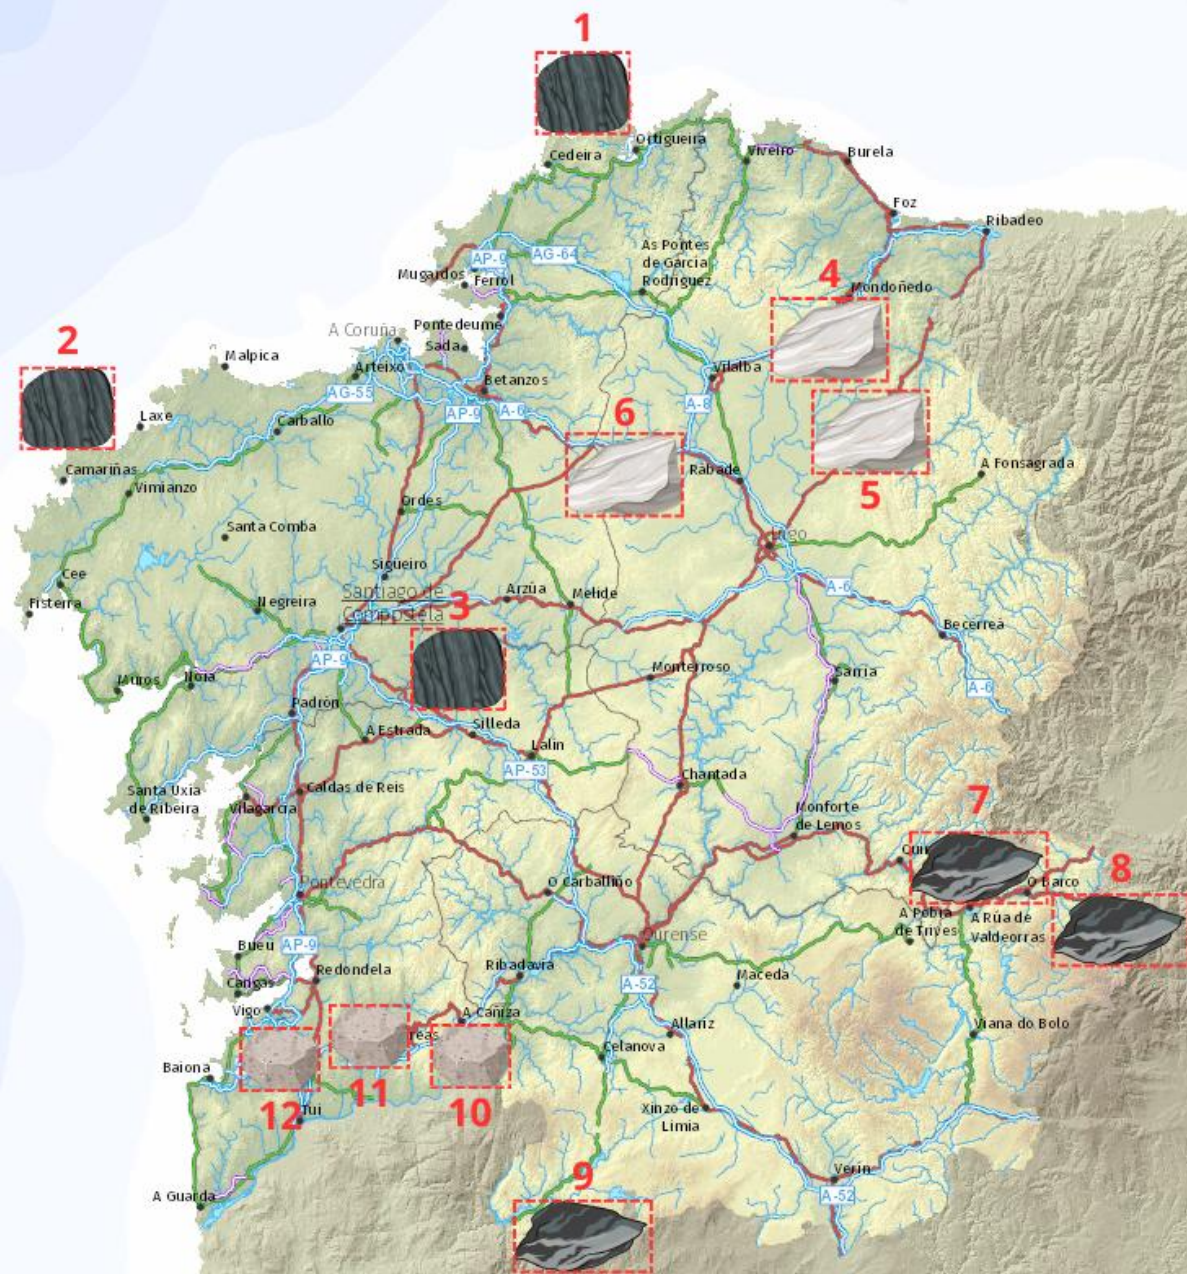 1
Ortigueira
Cedeira
Viveiro
Burela
Foz
Ribadeo
AP-9
AG-64
As Pontes
de García
Rodríguez
Mugardos
Ferrol
4
Mondoñedo
Pontedeume
A Coruña
Sada
2
Malpica
Arteixo
Vilalba
Betanzos
AG-55
AP-9
A-6
A-8
Laxe
Carballo
6
Camariñas
Rábade
A Fonsagrada
Vimianzo
5
Ordes
Santa Comba
Lugo
Sigüeiro
Cee
Santiago de
Compostela
Arzúa
Melide
A-6
Negreira
3
Fisterra
Becerreá
AP-9
Monterroso
Sarria
A-6
Muros
Noia
Padrón
Silleda
A Estrada
Lalín
AP-53
Chantada
Caldas de Reis
Santa Uxía
de Ribeira
Vilagarcía
Monforte
de Lemos
7
8
Pontevedra
O Carballiño
O Barco
A Pobra
de Trives
A Rúa de
Valdeorras
Bueu
AP-9
Ourense
Redondela
Ribadavia
A-52
Maceda
Cangas
Vigo
A Cañiza
Allariz
Viana do Bolo
Celanova
Baiona
11
10
12
Tui
Xinzo de
Limia
9
Verín
A Guarda
A-52